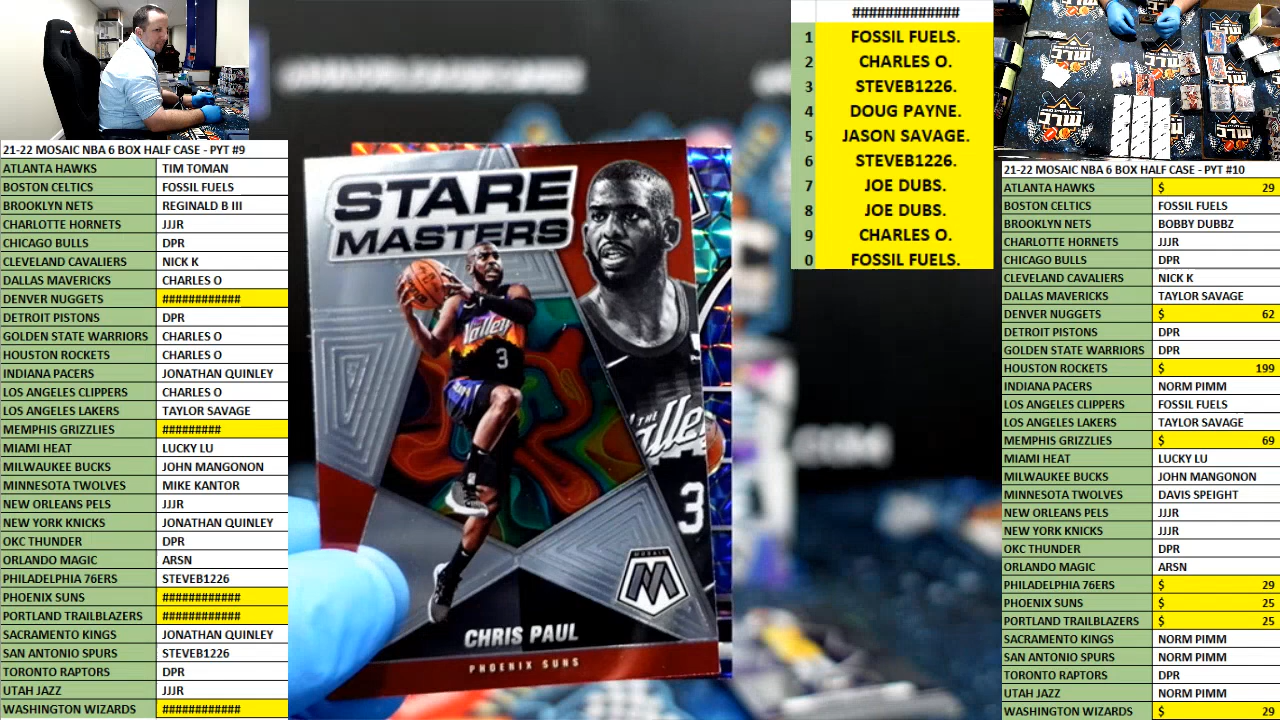 21-22 MOSAIC NBA 6 BOX HALF CASE - PYT #9
ATLANTA HAWKS TIM TOMAN
BOSTON CELTICS FOSSIL FUELS
BROOKLYN NETS REGINALD B III
CHARLOTTE HORNETS JJJR
CHICAGO BULLS DPR
CLEVELAND CAVALIERS NICK K
DALLAS MAVERICKS CHARLES O
DENVER NUGGETS ############
DETROIT PISTONS DPR
GOLDEN STATE WARRIORS CHARLES O
HOUSTON ROCKETS CHARLES O
INDIANA PACERS JONATHAN QUINLEY
LOS ANGELES CLIPPERS CHARLES O
LOS ANGELES LAKERS TAYLOR SAVAGE
MEMPHIS GRIZZLIES #########
MIAMI HEAT LUCKY LU
MILWAUKEE BUCKS JOHN MANGONON
MINNESOTA TWOLVES MIKE KANTOR
NEW ORLEANS PELS JJJR
NEW YORK KNICKS JONATHAN QUINLEY
OKC THUNDER DPR
ORLANDO MAGIC ARSN
PHILADELPHIA 76ERS STEVEB1226
PHOENIX SUNS ############
PORTLAND TRAILBLAZERS ############
SACRAMENTO KINGS JONATHAN QUINLEY
SAN ANTONIO SPURS STEVEB1226
TORONTO RAPTORS DPR
UTAH JAZZ JJJR
WASHINGTON WIZARDS ############
STARE
MASTERS
Valley
3
THE
Valley
3
MOSAIC
M
CHRIS PAUL
PHOENIX SUNS
.COM
#############
1 FOSSIL FUELS.
2 CHARLES O.
3 STEVEB1226.
4 DOUG PAYNE.
5 JASON SAVAGE.
6 STEVEB1226.
7 JOE DUBS.
8 JOE DUBS.
9 CHARLES O.
0 FOSSIL FUELS.
MLC
21-22 MOSAIC NBA 6 BOX HALF CASE - PYT #10
ATLANTA HAWKS $ 29
BOSTON CELTICS FOSSIL FUELS
BROOKLYN NETS BOBBY DUBBZ
CHARLOTTE HORNETS JJJR
CHICAGO BULLS DPR
CLEVELAND CAVALIERS NICK K
DALLAS MAVERICKS TAYLOR SAVAGE
DENVER NUGGETS $ 62
DETROIT PISTONS DPR
GOLDEN STATE WARRIORS DPR
HOUSTON ROCKETS $ 199
INDIANA PACERS NORM PIMM
LOS ANGELES CLIPPERS FOSSIL FUELS
LOS ANGELES LAKERS TAYLOR SAVAGE
MEMPHIS GRIZZLIES $ 69
MIAMI HEAT LUCKY LU
MILWAUKEE BUCKS JOHN MANGONON
MINNESOTA TWOLVES DAVIS SPEIGHT
NEW ORLEANS PELS JJJR
NEW YORK KNICKS JJJR
OKC THUNDER DPR
ORLANDO MAGIC ARSN
PHILADELPHIA 76ERS $ 29
PHOENIX SUNS $ 25
PORTLAND TRAILBLAZERS $ 25
SACRAMENTO KINGS NORM PIMM
SAN ANTONIO SPURS NORM PIMM
TORONTO RAPTORS DPR
UTAH JAZZ NORM PIMM
WASHINGTON WIZARDS $ 29